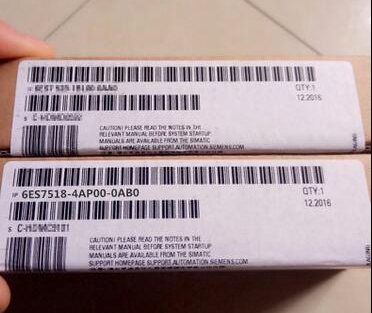 QTY:1
12.2016
CAUTION! PLEASE READ THE NOTES IN THE
RELEVANT MANUAL BEFORE SYSTEM STARTUP
MANUALS ARE AVAILABLE FROM THE SIMATIC
SUPPORT HOMEPAGE SUPPORT.AUTOMATION.SIEMENS.COM
1P 6ES7518-4AP00-0AB0
QTY:1
12.2016
S
CAUTION! PLEASE READ THE NOTES IN THE
RELEVANT MANUAL BEFORE SYSTEM STARTUP
MANUALS ARE AVAILABLE FROM THE SIMATIC
SUPPORT HOMEPAGE SUPPORT.AUTOMATION.SIEMENS.COM